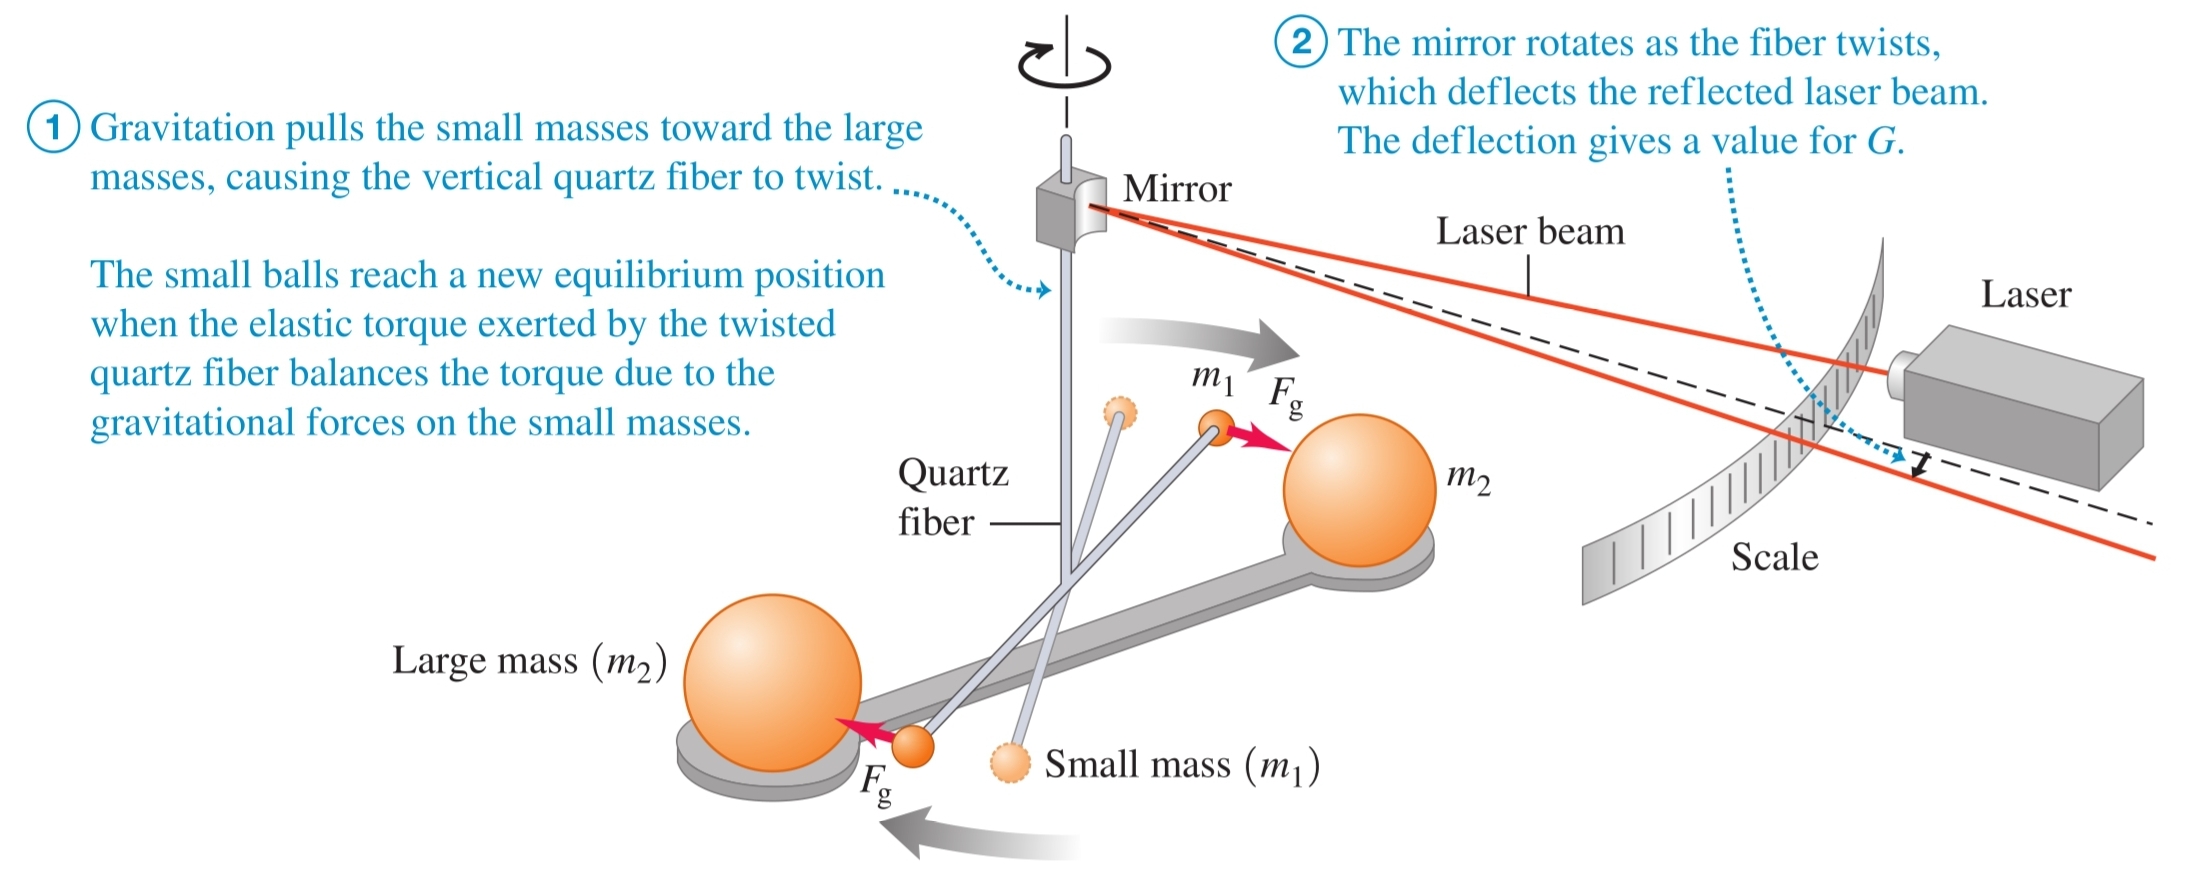 1 Gravitation pulls the small masses toward the large
masses, causing the vertical quartz fiber to twist.
The small balls reach a new equilibrium position
when the elastic torque exerted by the twisted
quartz fiber balances the torque due to the
gravitational forces on the small masses.
2 The mirror rotates as the fiber twists,
which deflects the reflected laser beam.
The deflection gives a value for G.
Mirror
Laser beam
Laser
m₁
F_g
Quartz
fiber
m₂
Scale
Large mass (m₂)
F_g
Small mass (m₁)